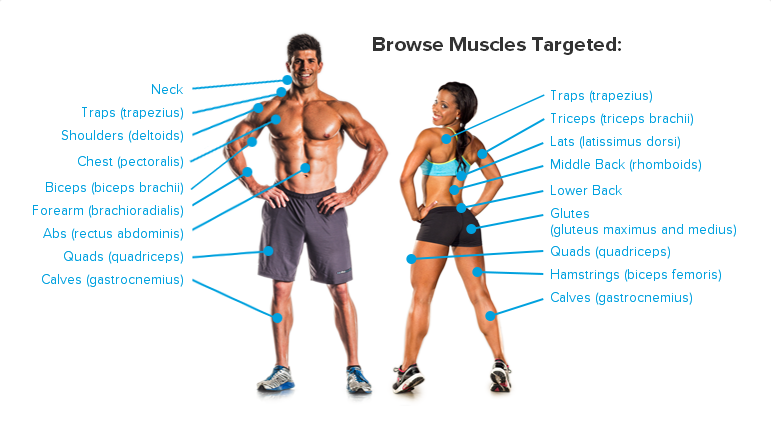 Browse Muscles Targeted:
Neck
Traps (trapezius)
Shoulders (deltoids)
Chest (pectoralis)
Biceps (biceps brachii)
Forearm (brachioradialis)
Abs (rectus abdominis)
Quads (quadriceps)
Calves (gastrocnemius)
Traps (trapezius)
Triceps (triceps brachii)
Lats (latissimus dorsi)
Middle Back (rhomboids)
Lower Back
Glutes
(gluteus maximus and medius)
Quads (quadriceps)
Hamstrings (biceps femoris)
Calves (gastrocnemius)